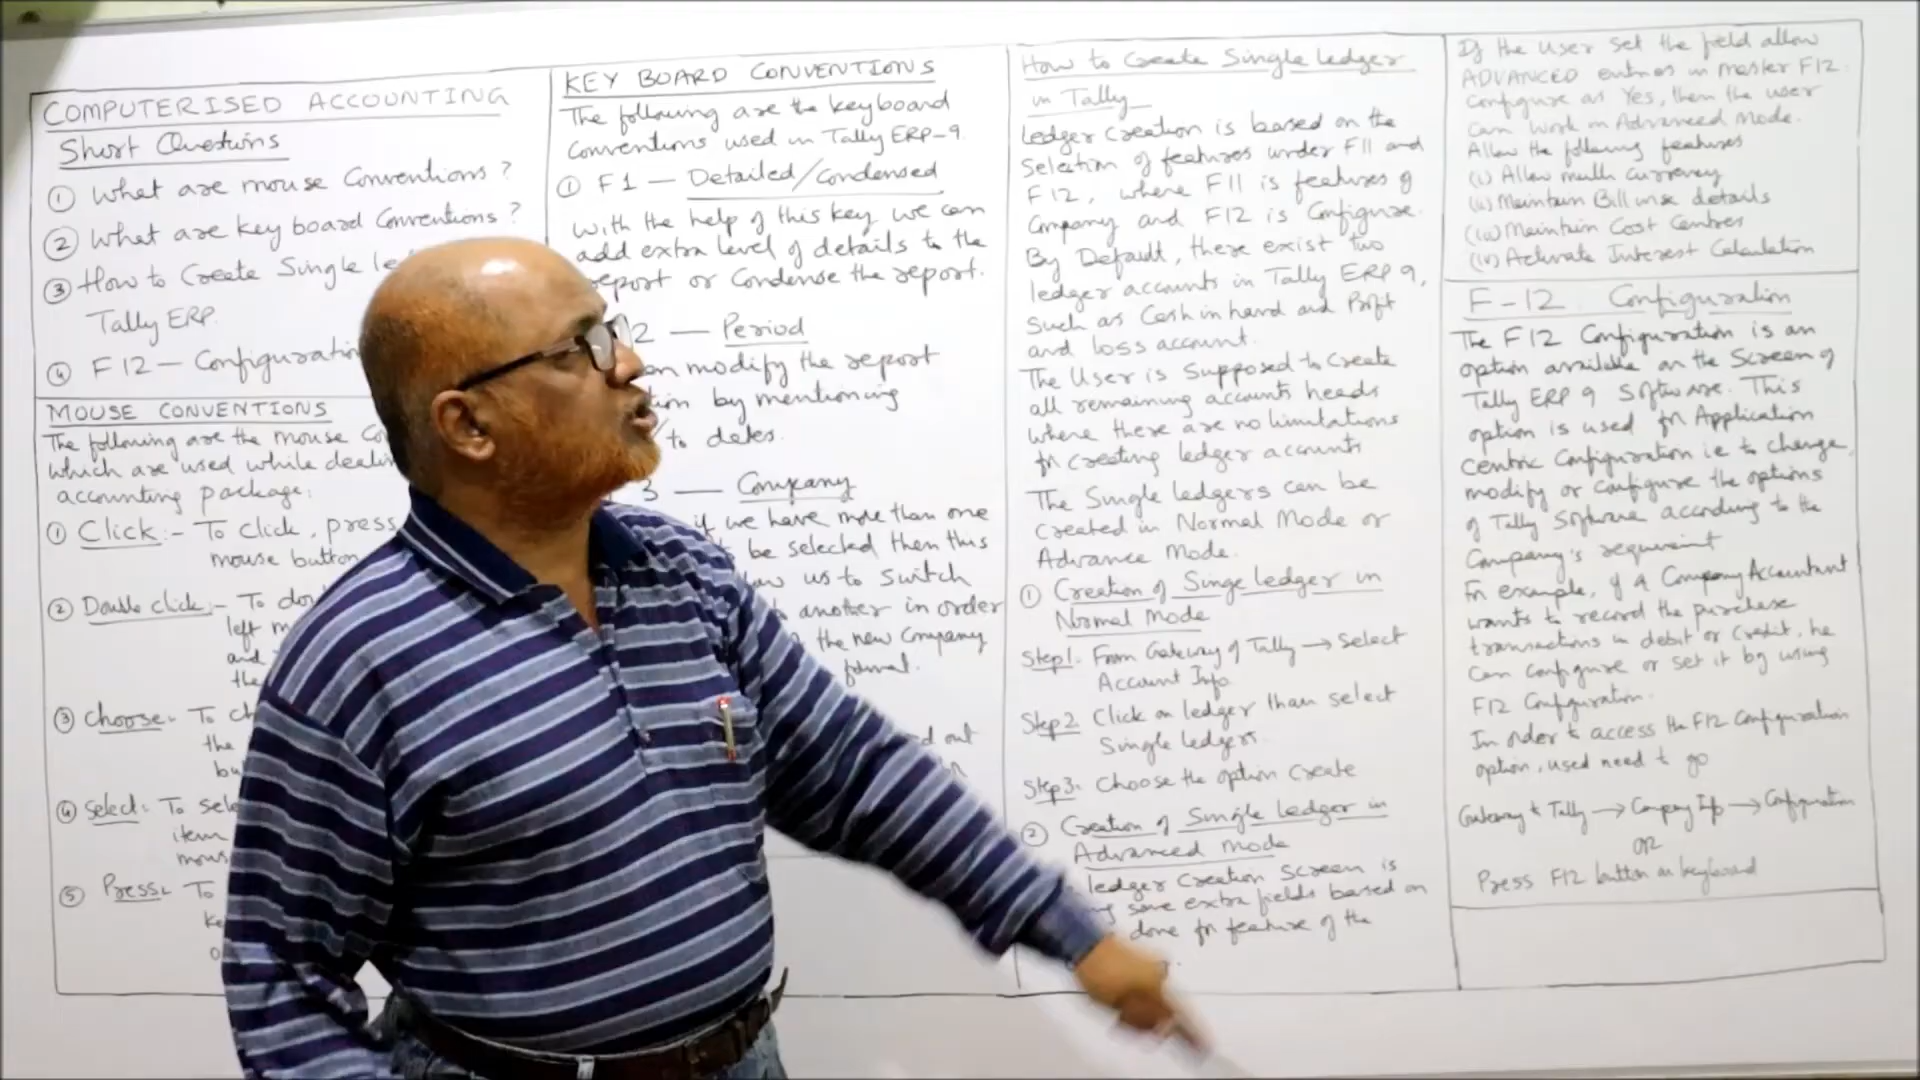 COMPUTERISED ACCOUNTING
Short Questions
① What are mouse Conventions?
② What are key board Conventions?
③ How to Create Single
Tally ERP.
④ F12 — Configuration
MOUSE CONVENTIONS
The following are the mouse
which are used while
accounting package:
① Click:- To click, press
mouse button
② Double click:- To
left
and
the
③ Choose- To
the
④ Select: To
item
⑤ Press:- To
KEY BOARD CONVENTIONS
The following are the keyboard
Conventions used in Tally ERP-9.
① F1 — Detailed/Condensed
With the help of this key we can
add extra level of details to the
report or Condense the report.
2 — Period
modify the report
by mentioning
to dates.
3 — Company
if we have more than one
be selected then this
us to switch
another in order
the new Company
format.
out
How to Create Single ledger
in Tally
Ledger Creation is based on the
Selection of features under F11 and
F12, where F11 is features of
Company and F12 is Configure.
By Default, there exist two
ledger accounts in Tally ERP 9,
Such as Cash in hand and Profit
and loss account.
The User is Supposed to Create
all remaining accounts heads
where there are no limitations
for creating ledger accounts
The Single ledgers can be
Created in Normal Mode or
Advance Mode.
① Creation of Singe ledger in
Normal Mode
Step1. From Gateway of Tally → Select
Account Info.
Step2. Click on ledger than select
Single ledgers.
Step3. Choose the option Create
② Creation of Single Ledger in
Advanced mode
ledger Creation Screen is
some extra fields based on
done for feature of the
If the User Set the field allow
ADVANCED entries in master F12.
Configure as Yes, then the user
Can work in Advanced Mode.
Allow the following features
(i) Allow multi Currency
(ii) Maintain Bill wise details
(iii) Maintain Cost Centres
(iv) Activate Interest Calculation
F-12 Configuration
The F12 Configuration is an
option available on the Screen of
Tally ERP 9 Software. This
option is used for Application
Centric Configuration i.e to change,
modify or Configure the options
of Tally Software according to the
Company's requirement
For example, if a Company Accountant
wants to record the purchase
transactions in debit or Credit, he
Can Configure or set it by using
F12 Configuration.
In order to access the F12 Configuration
option, used need to go
Gateway of Tally → Company Info → Configuration
OR
Press F12 button on keyboard